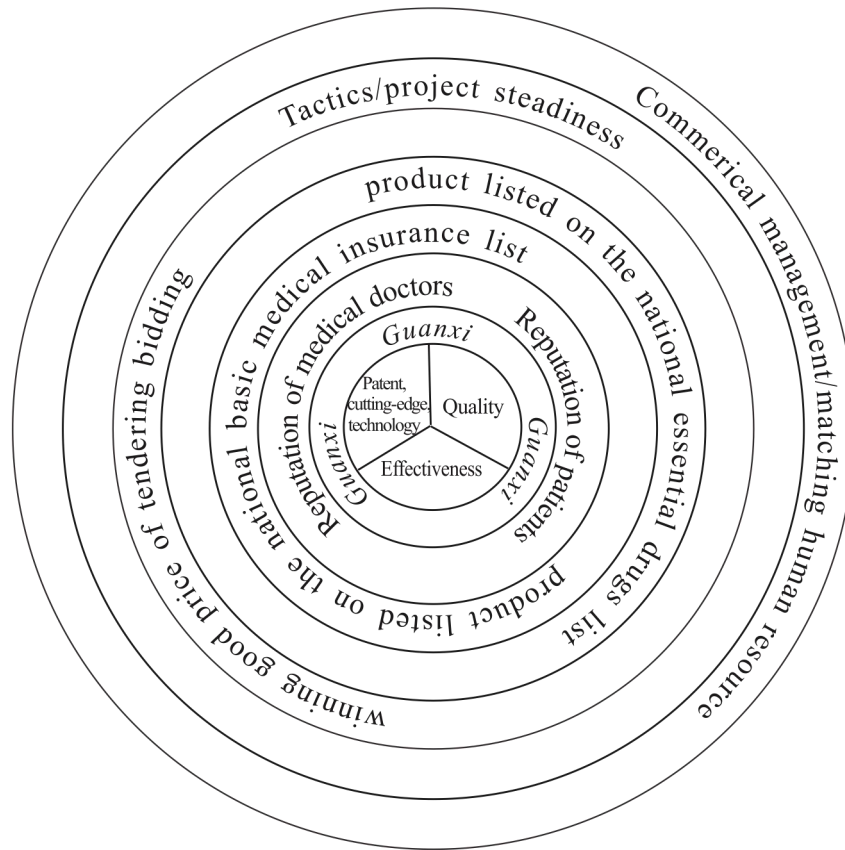 Commerical management/matching human resource
Tactics/project steadiness
winning good price of tendering bidding
product listed on the national essential drugs list
product listed on the national basic medical insurance list
Reputation of medical doctors
Reputation of patients
Guanxi
Guanxi
Guanxi
Patent,
cutting-edge,
technology
Quality
Effectiveness